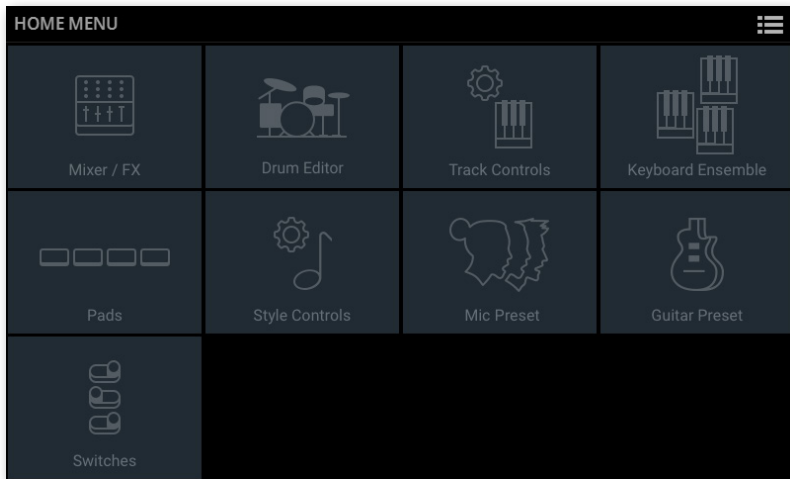 HOME MENU
Mixer / FX
Drum Editor
Track Controls
Keyboard Ensemble
Pads
Style Controls
Mic Preset
Guitar Preset
Switches